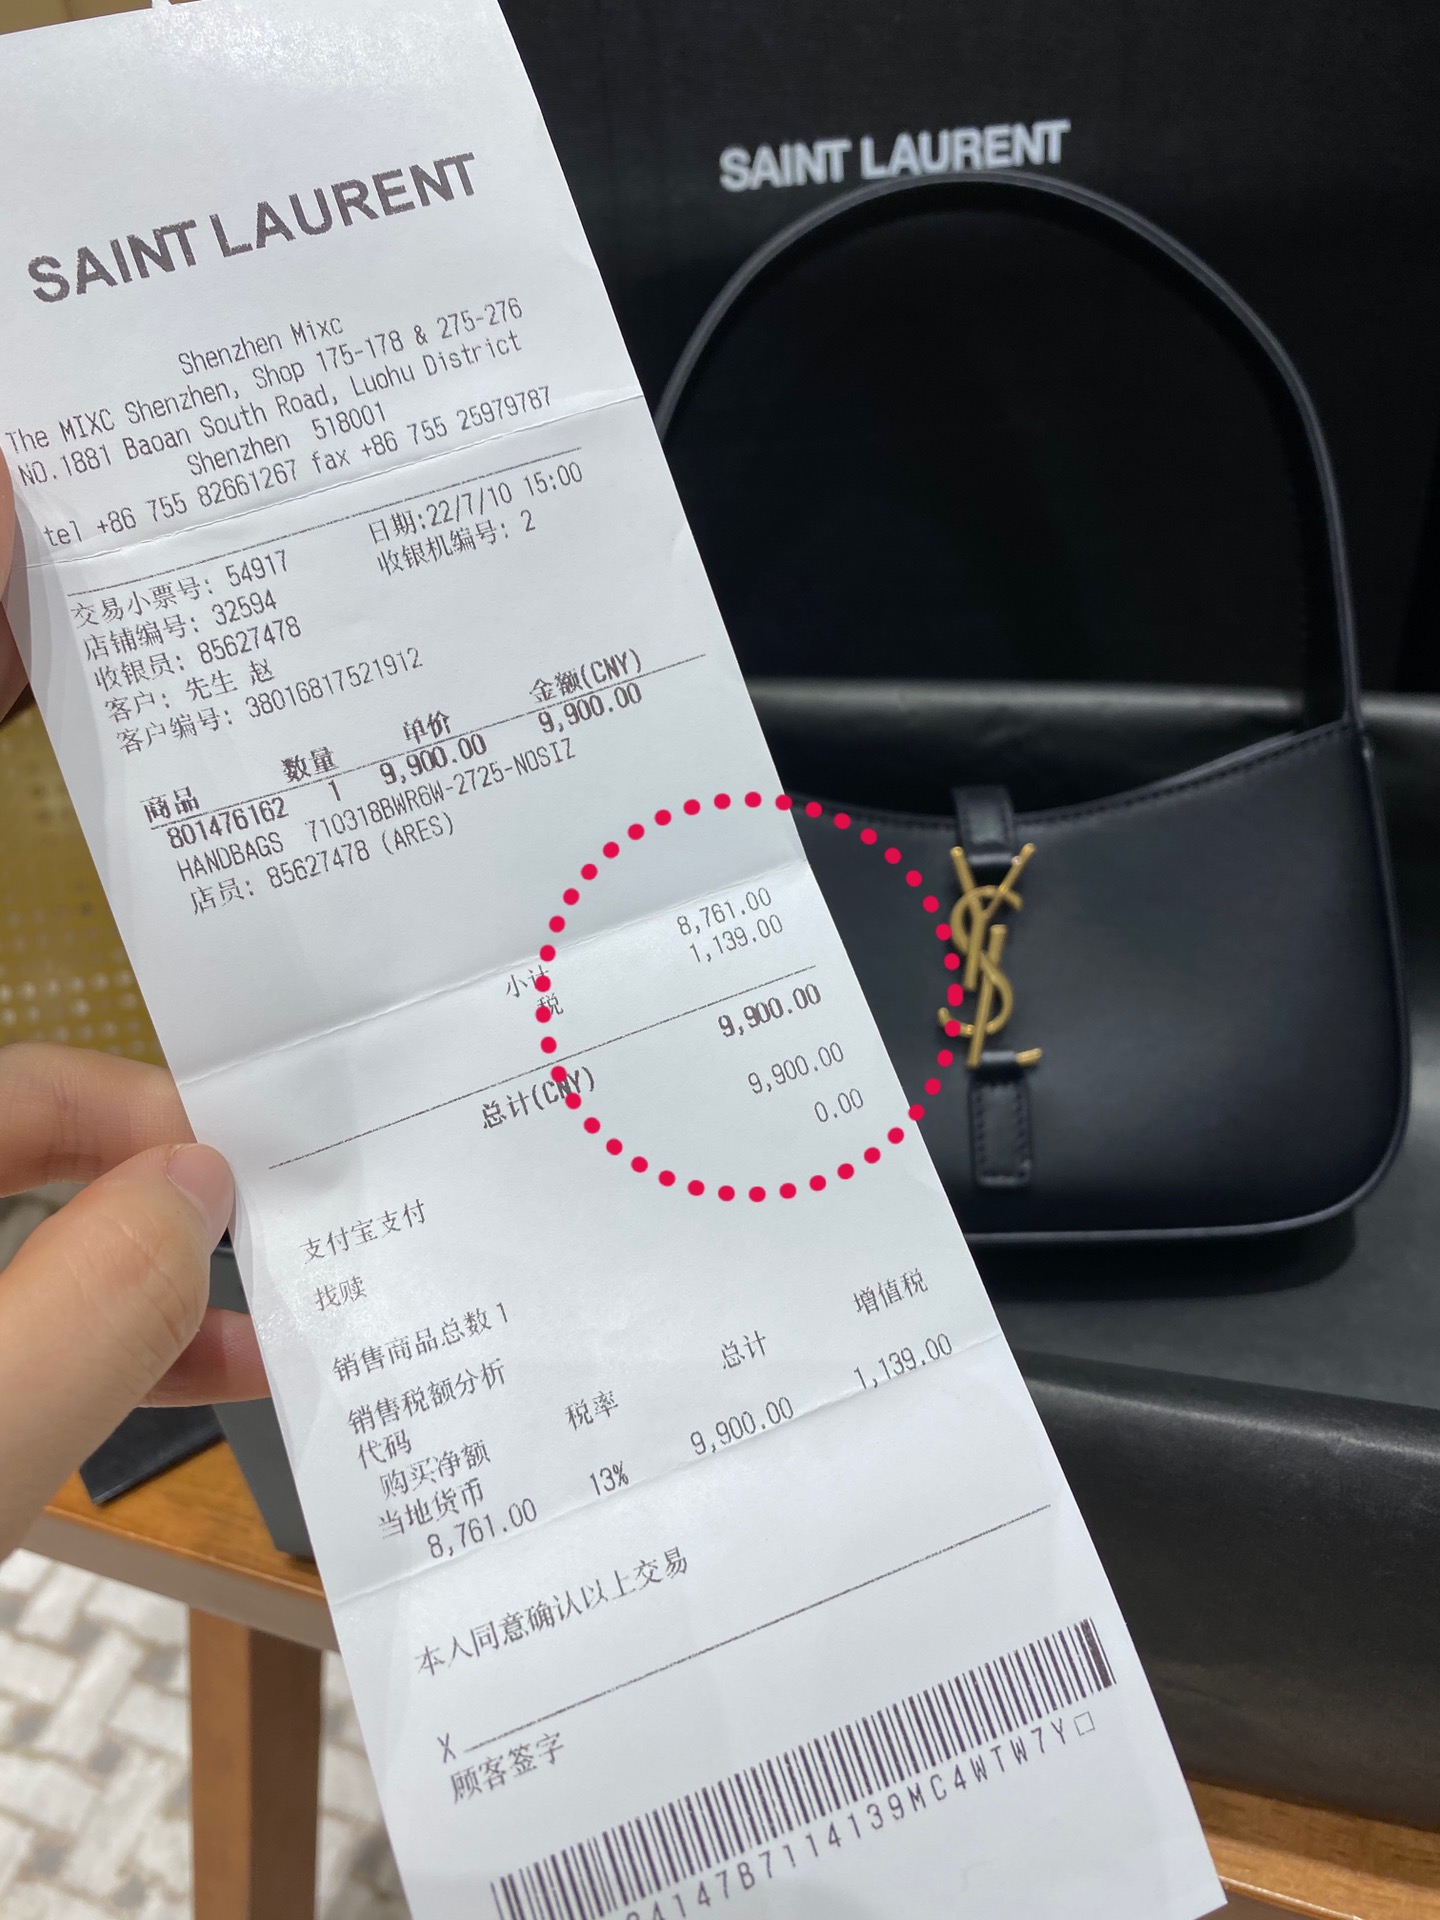 SAINT LAURENT
SAINT LAURENT
Shenzhen Mixc
The MIXC Shenzhen, Shop 175-178 & 275-276
NO.1881 Baoan South Road, Luohu District
Shenzhen 518001
tel +86 755 82661267 fax +86 755 25979787
交易小票号: 54917 日期:22/7/10 15:00
店铺编号: 32594 收银机编号: 2
收银员: 85627478
客户: 先生 赵
客户编号: 38016817521912
商品 数量 单价 金额(CNY)
801476162 1 9,900.00 9,900.00
HANDBAGS 710318BWR6W-2725-NOSIZ
店员: 85627478 (ARES)
小计 8,761.00
税 1,139.00
总计(CNY) 9,900.00
支付宝支付 9,900.00
找赎 0.00
销售商品总数 1
销售税额分析
代码 税率 总计 增值税
购买净额
当地货币 13% 9,900.00 1,139.00
8,761.00
本人同意确认以上交易
X
顾客签字
4147B7114139MC4WTW7Y□
YSL